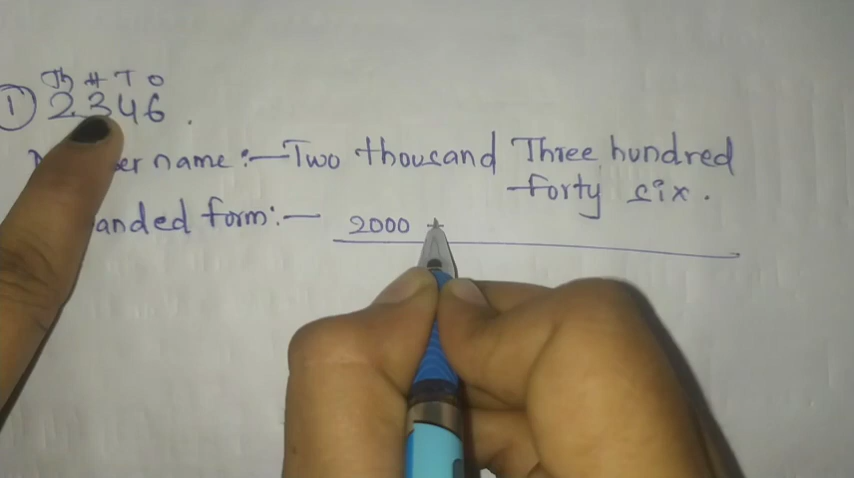 Th H T O
① 2346.
er name :- Two thousand Three hundred
forty six.
anded form :- 2000 +